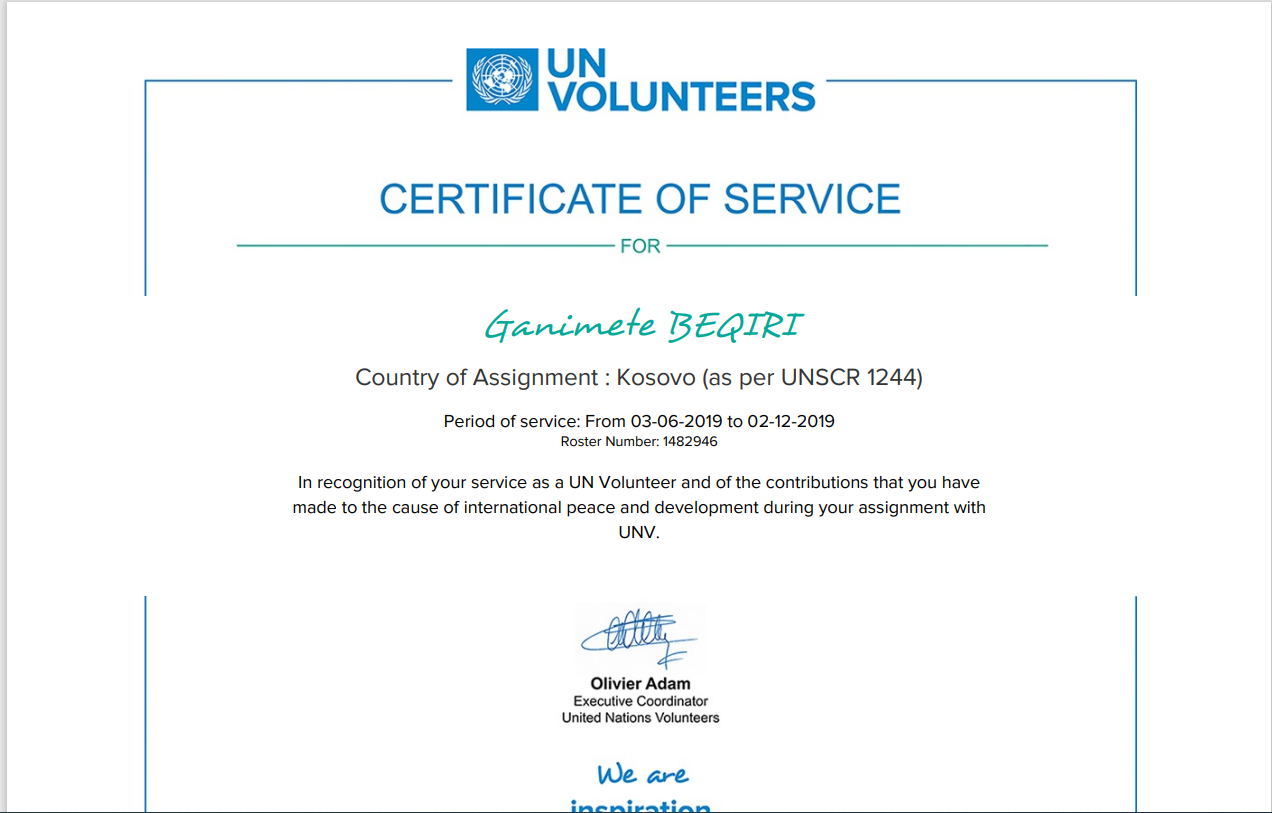 UN
VOLUNTEERS
CERTIFICATE OF SERVICE
FOR
Ganimete BEQIRI
Country of Assignment : Kosovo (as per UNSCR 1244)
Period of service: From 03-06-2019 to 02-12-2019
Roster Number: 1482946
In recognition of your service as a UN Volunteer and of the contributions that you have
made to the cause of international peace and development during your assignment with
UNV.
Olivier Adam
Executive Coordinator
United Nations Volunteers
We are
inspiration